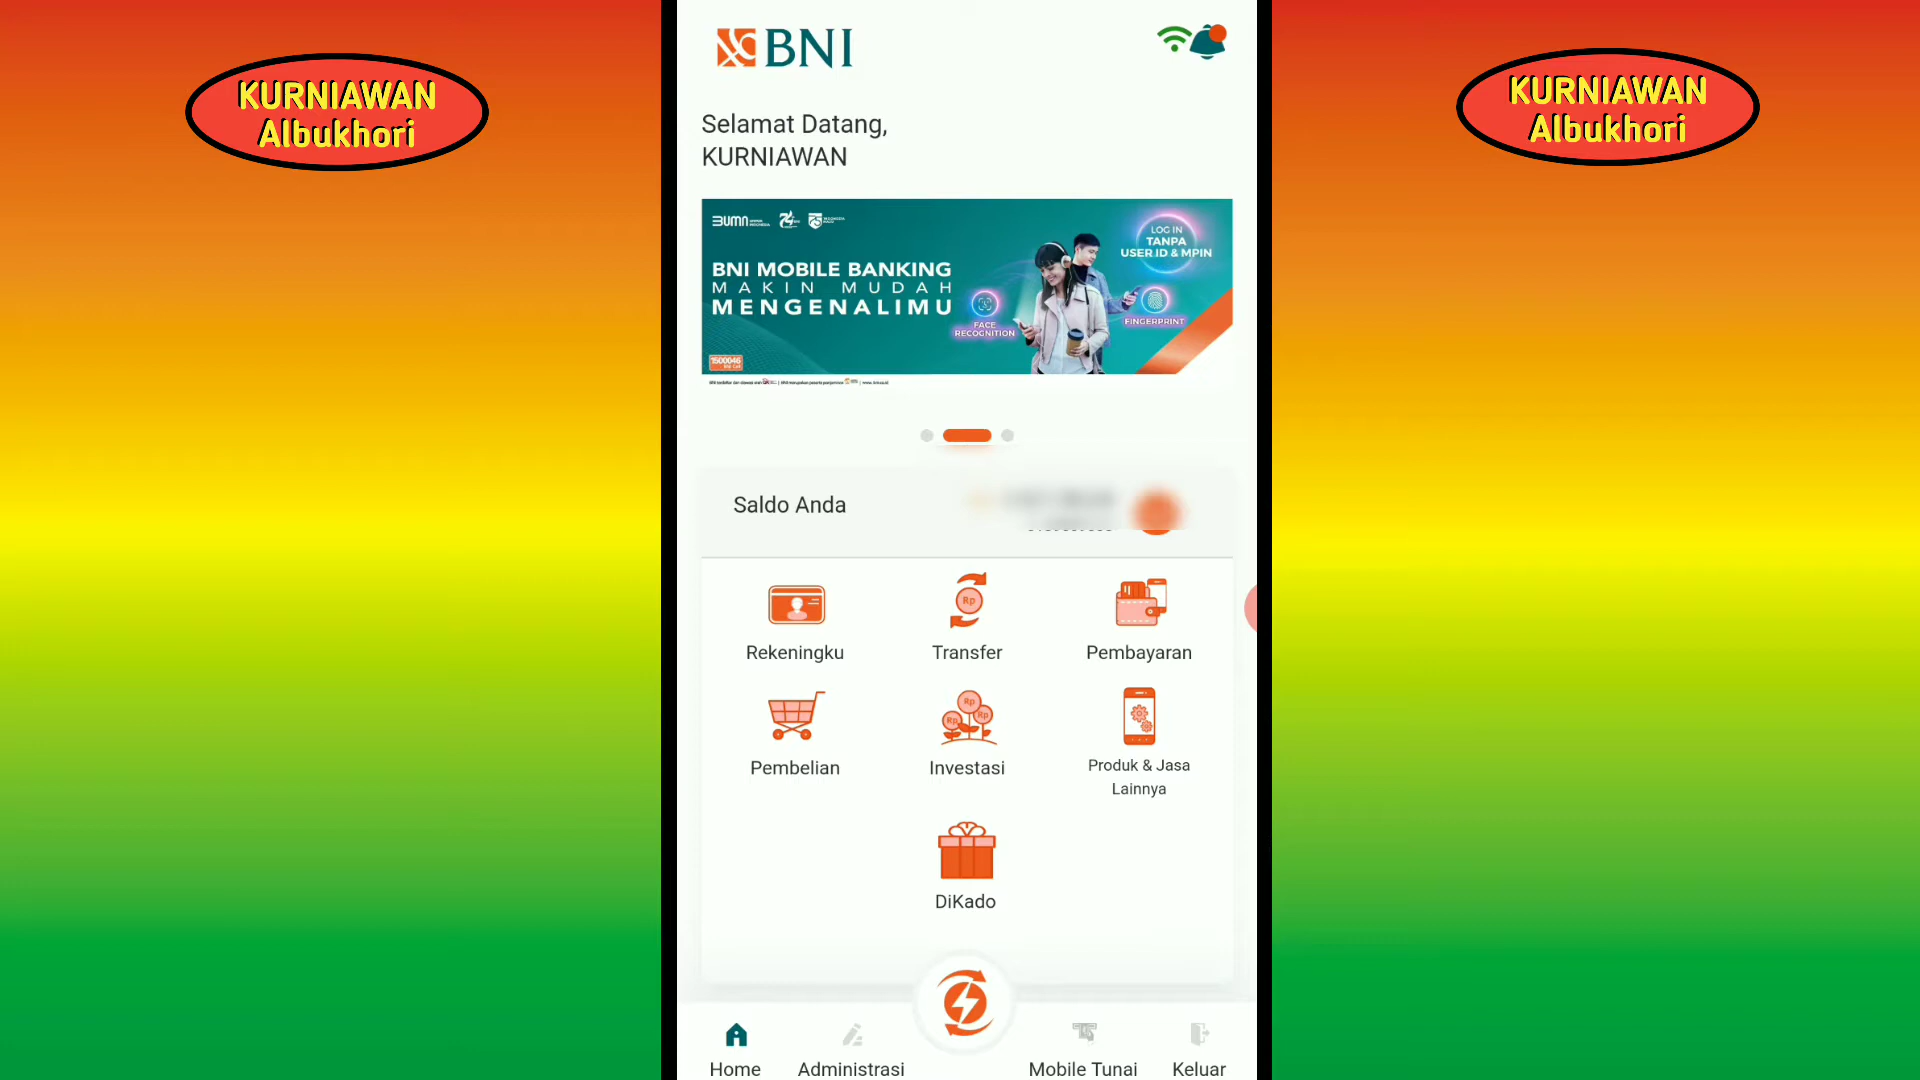 KURNIAWAN
Albukhori
KURNIAWAN
Albukhori
BNI
Selamat Datang,
KURNIAWAN
BUMN
LOG IN
TANPA
USER ID & MPIN
BNI MOBILE BANKING
MAKIN MUDAH
MENGENALIMU
FACE
RECOGNITION
FINGERPRINT
1500046
Saldo Anda
Rekeningku
Transfer
Pembayaran
Pembelian
Investasi
Produk & Jasa
Lainnya
DiKado
Home
Administrasi
Mobile Tunai
Keluar